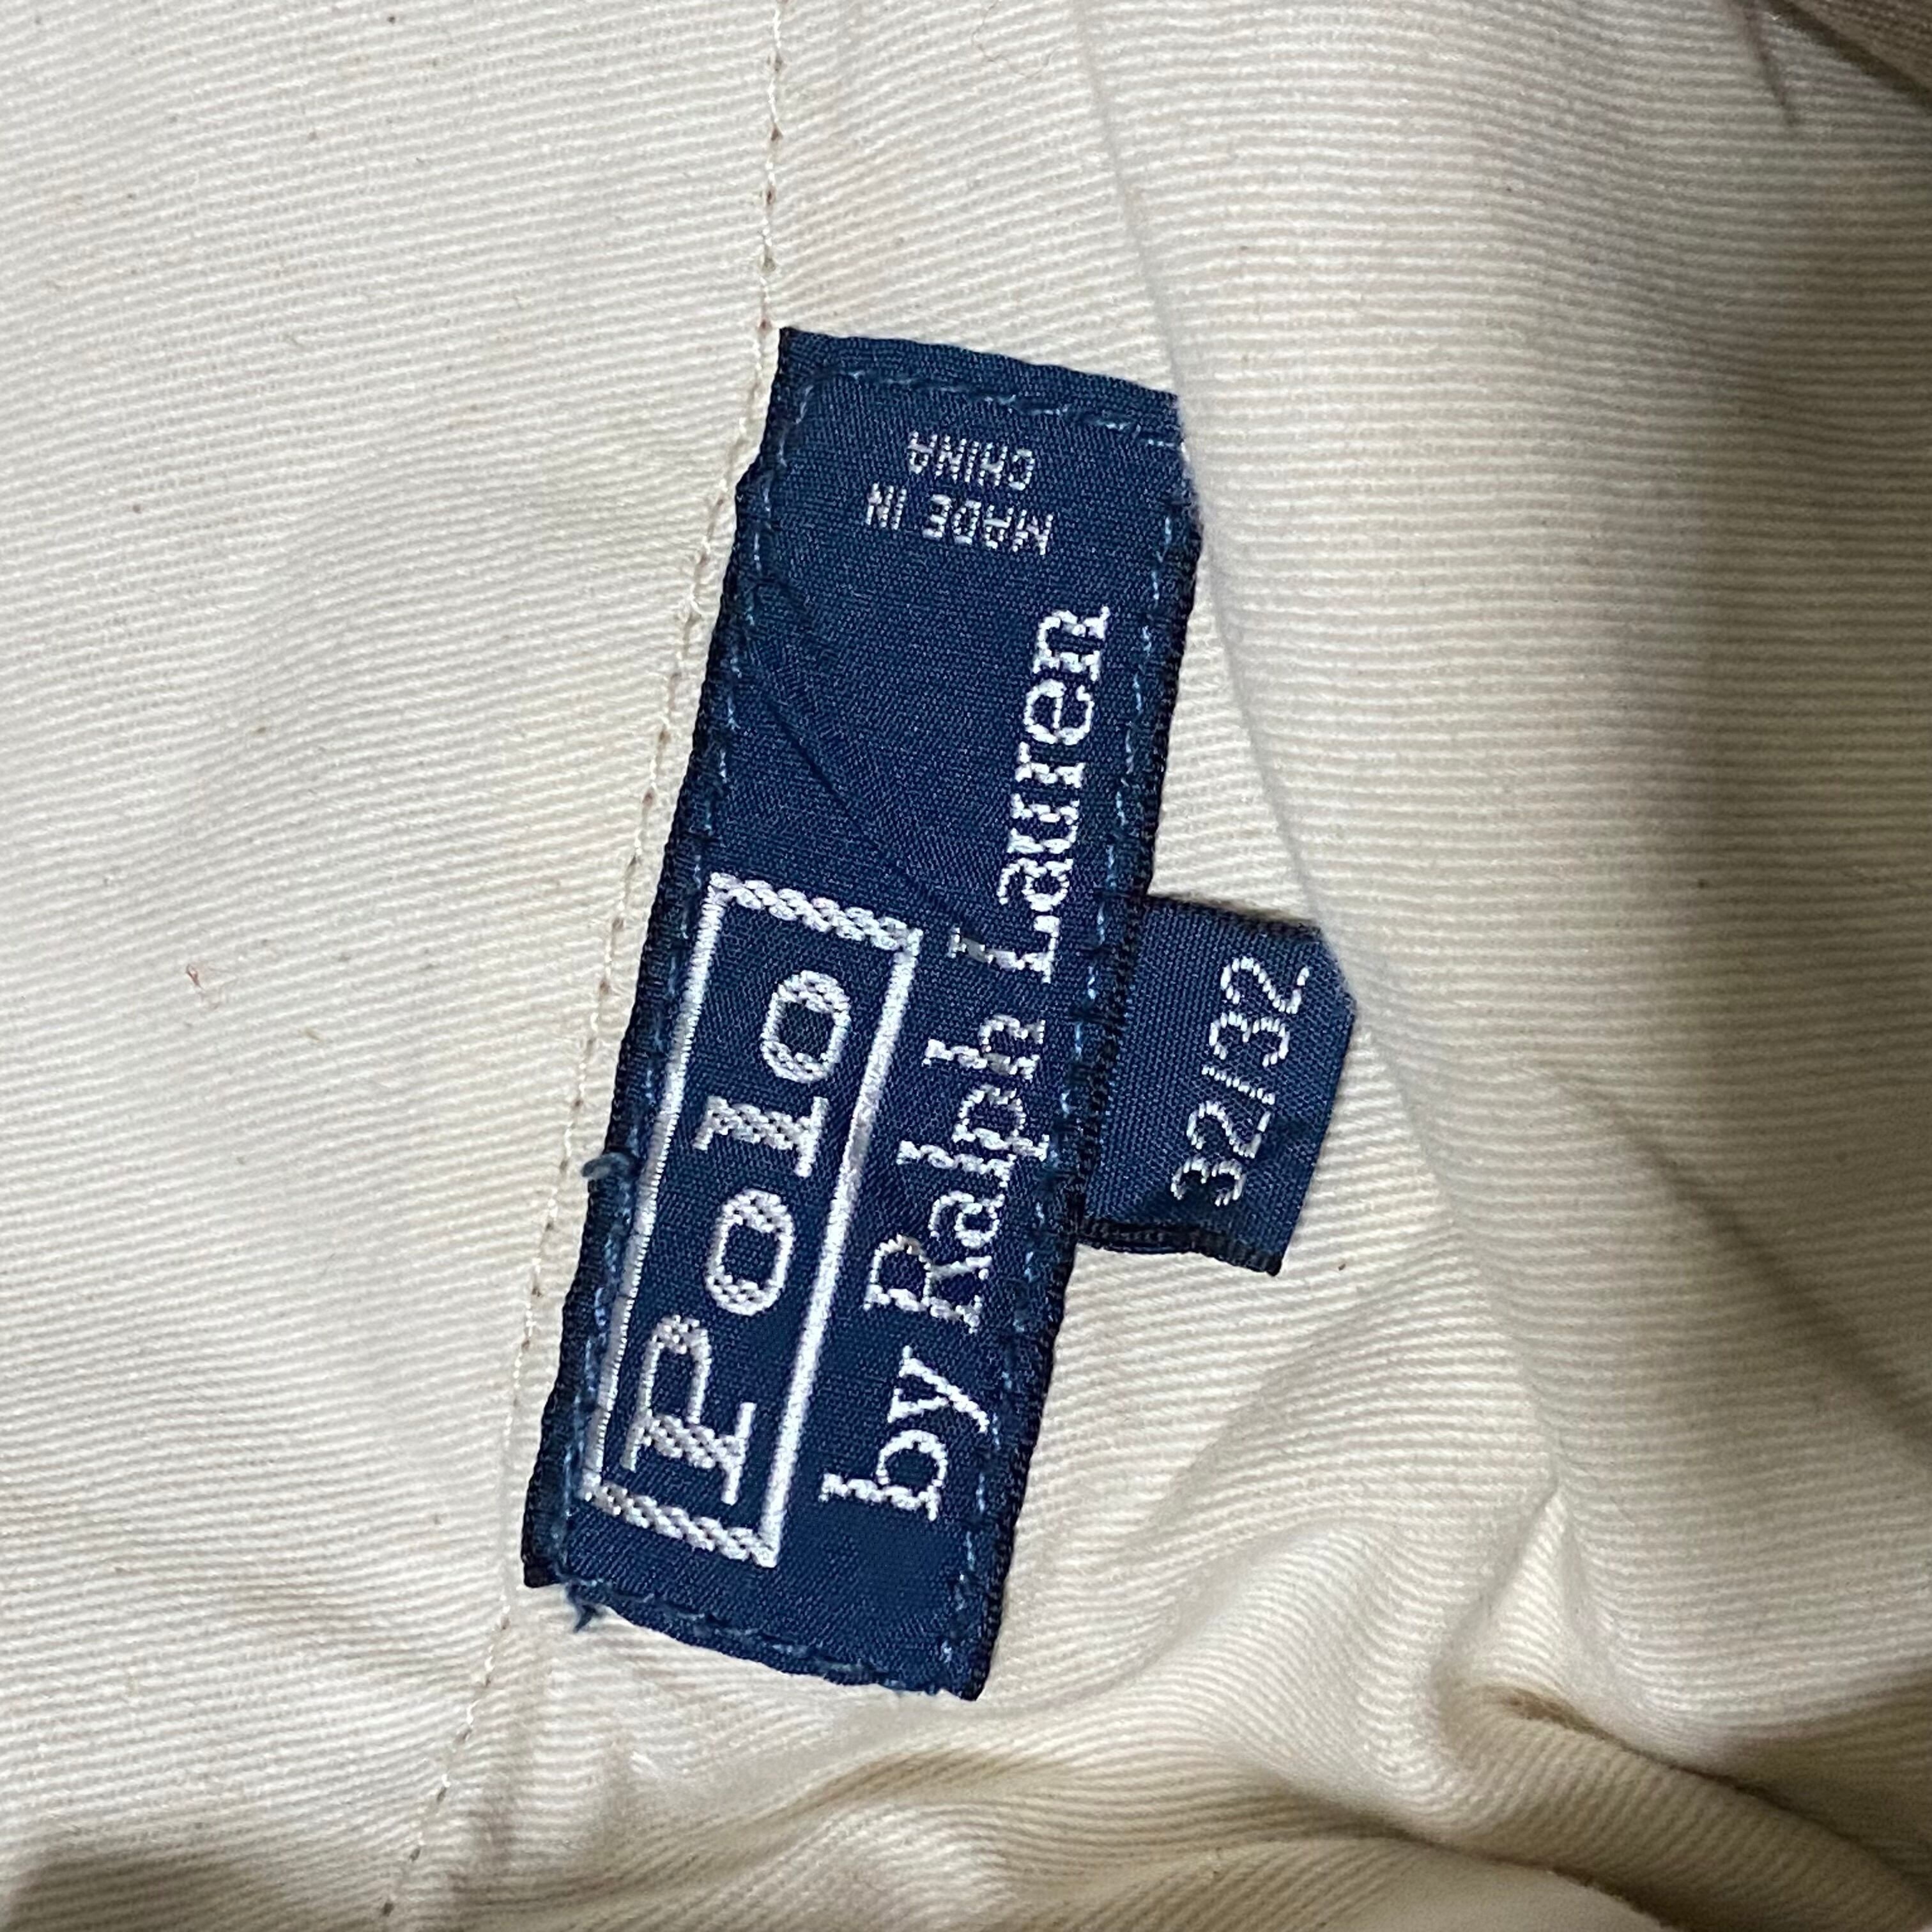 Polo
by Ralph Lauren
MADE IN
CHINA
32/32